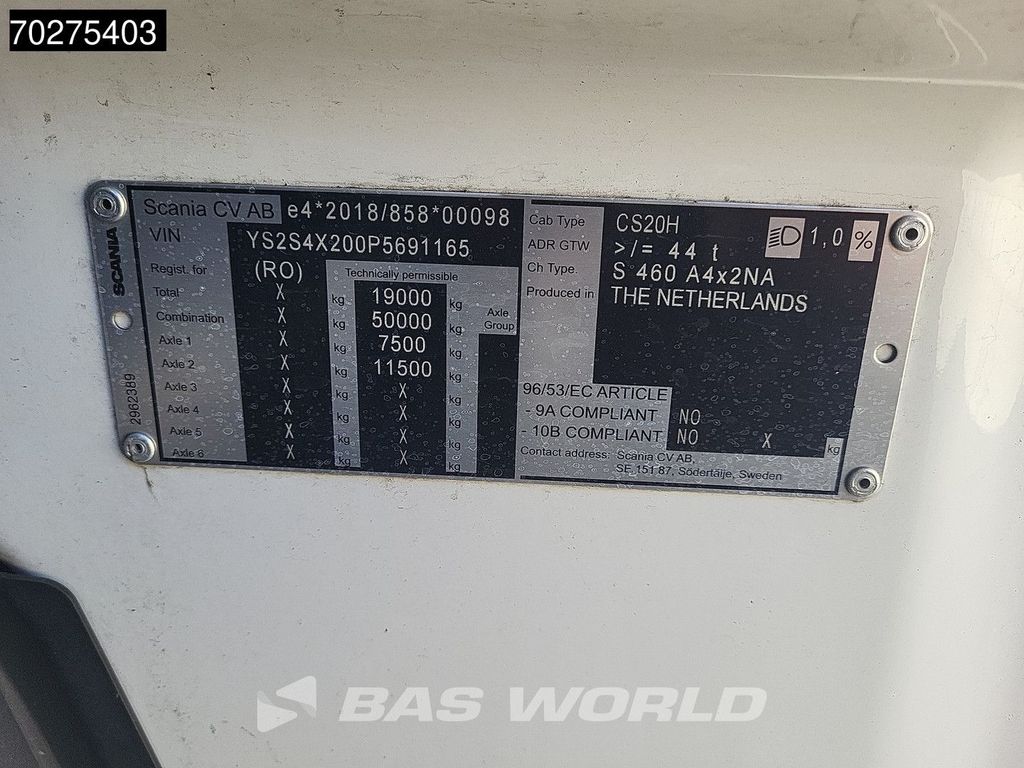 70275403
Scania CV AB e4*2018/858*00098
VIN YS2S4X200P5691165
Regist. for (RO) Technically permissible
Total X kg 19000 kg
Combination X kg 50000 kg Axle Group
Axle 1 X kg 7500 kg
Axle 2 X kg 11500 kg
Axle 3 X kg X kg
Axle 4 X kg X kg
Axle 5 X kg X kg
Axle 6 X kg X kg
SCANIA
2962389
Cab Type CS20H 1,0 %
ADR GTW >/= 44 t
Ch Type. S 460 A4x2NA
Produced in THE NETHERLANDS
96/53/EC ARTICLE
- 9A COMPLIANT NO
- 10B COMPLIANT NO X kg
Contact address: Scania CV AB,
SE 151 87, Södertälje, Sweden
BAS WORLD